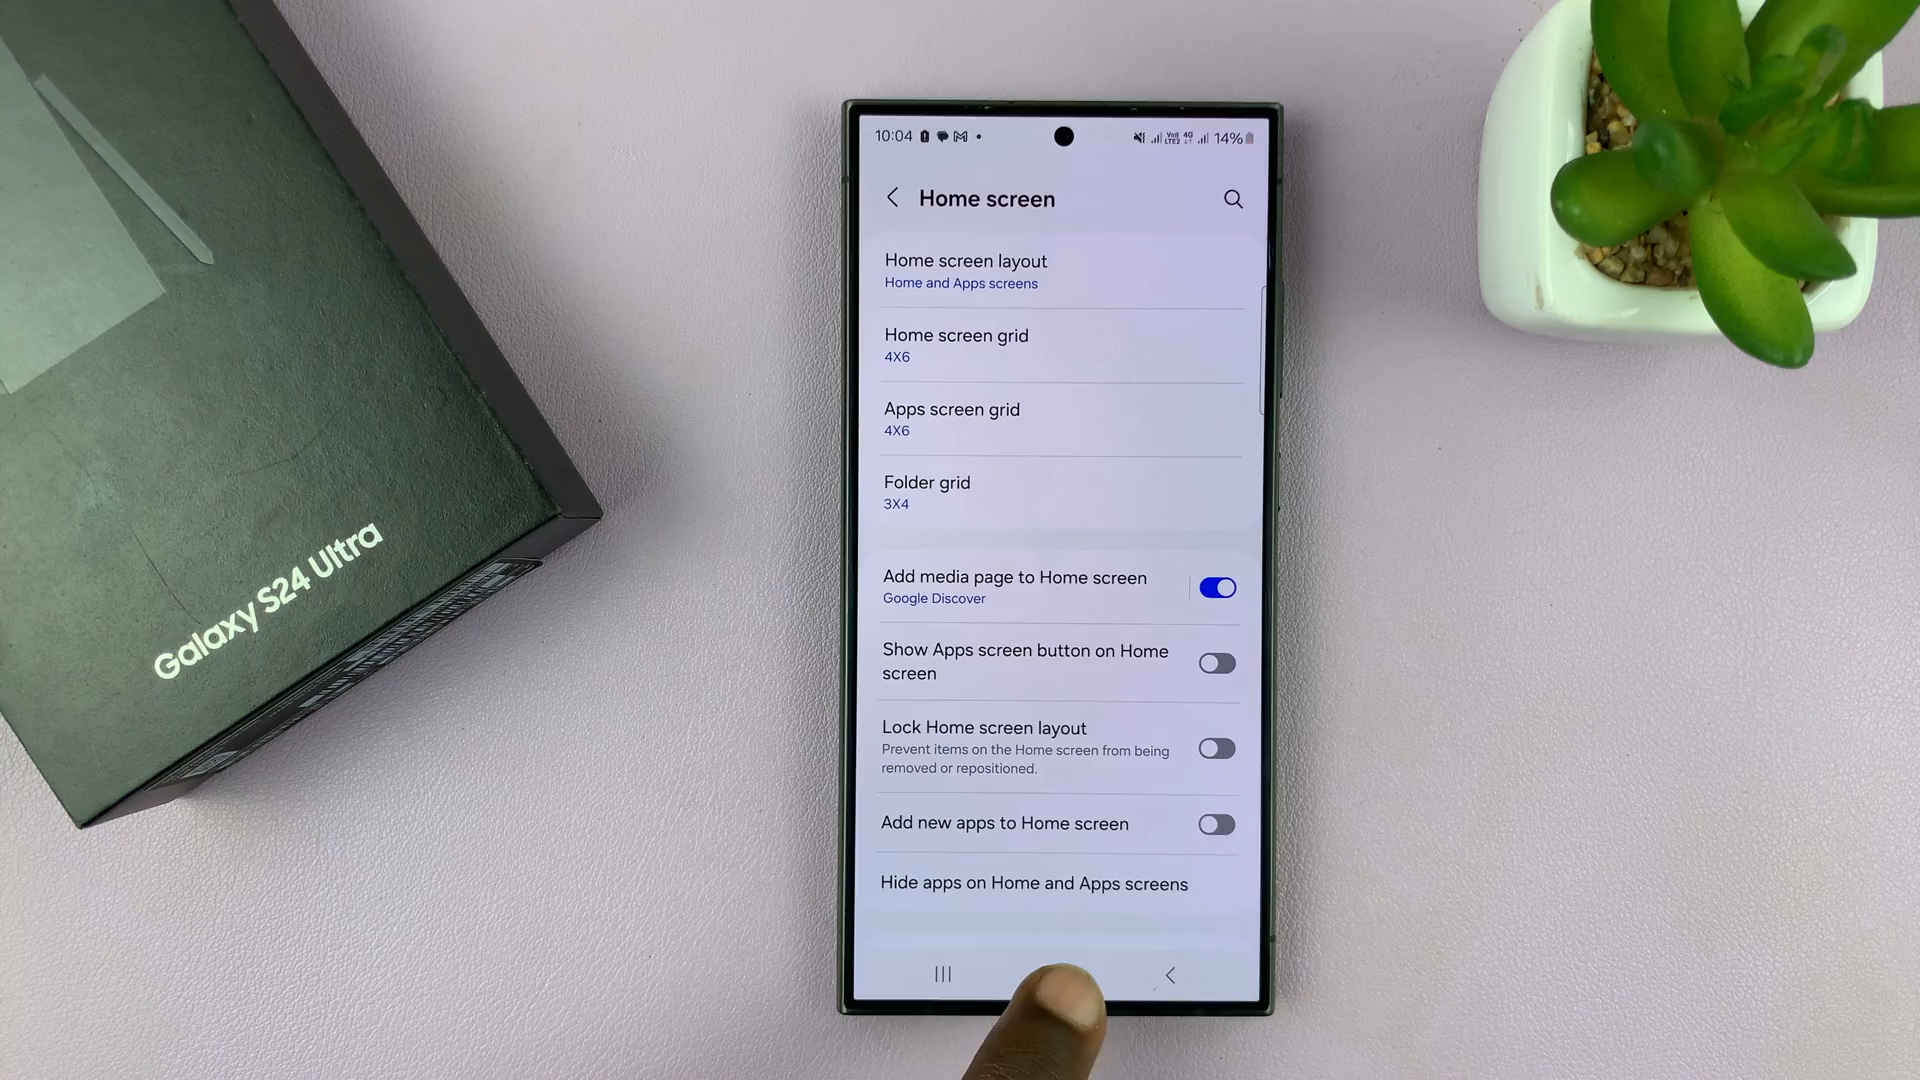 Galaxy S24 Ultra
10:04
VoB 4G
LTE2
14%
Home screen
Home screen layout
Home and Apps screens
Home screen grid
4X6
Apps screen grid
4X6
Folder grid
3X4
Add media page to Home screen
Google Discover
Show Apps screen button on Home
screen
Lock Home screen layout
Prevent items on the Home screen from being
removed or repositioned.
Add new apps to Home screen
Hide apps on Home and Apps screens